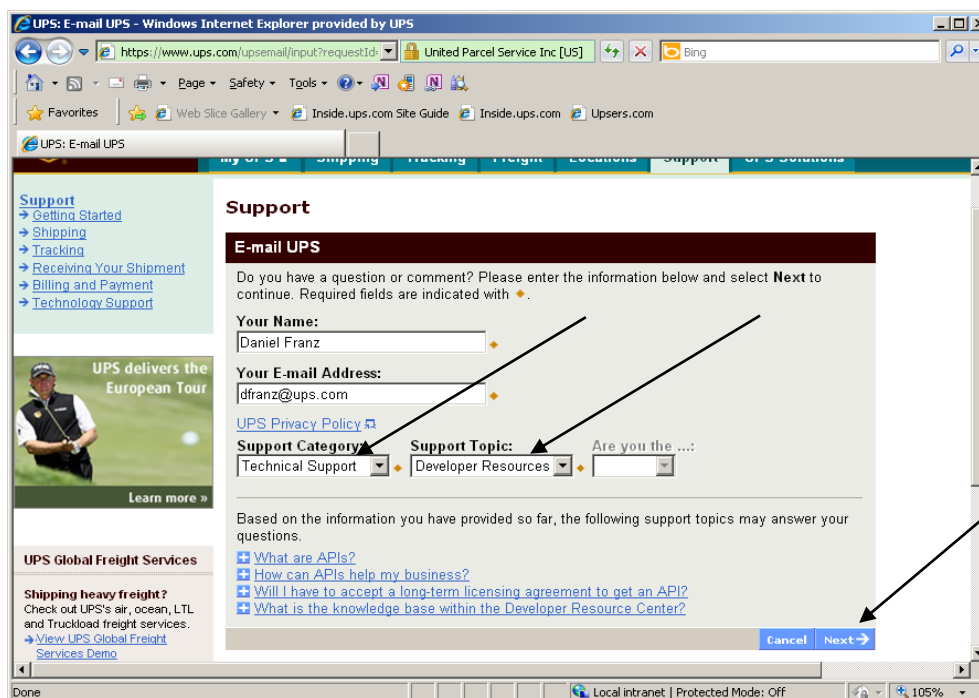 UPS: E-mail UPS - Windows Internet Explorer provided by UPS
https://www.ups.com/upsemail/input?requestId= United Parcel Service Inc [US] Bing
Page Safety Tools
Favorites Web Slice Gallery Inside.ups.com Site Guide Inside.ups.com Upsers.com
UPS: E-mail UPS
My UPS Shipping Tracking Freight Locations Support UPS Solutions
Support
Getting Started
Shipping
Tracking
Receiving Your Shipment
Billing and Payment
Technology Support
UPS delivers the
European Tour
Learn more »
UPS Global Freight Services
Shipping heavy freight?
Check out UPS's air, ocean, LTL
and Truckload freight services.
View UPS Global Freight
Services Demo
Support
E-mail UPS
Do you have a question or comment? Please enter the information below and select Next to
continue. Required fields are indicated with ◆.
Your Name:
Daniel Franz
Your E-mail Address:
dfranz@ups.com
UPS Privacy Policy
Support Category: Support Topic: Are you the ...:
Technical Support Developer Resources
Based on the information you have provided so far, the following support topics may answer your
questions.
What are APIs?
How can APIs help my business?
Will I have to accept a long-term licensing agreement to get an API?
What is the knowledge base within the Developer Resource Center?
Cancel Next
Done Local intranet | Protected Mode: Off 105%